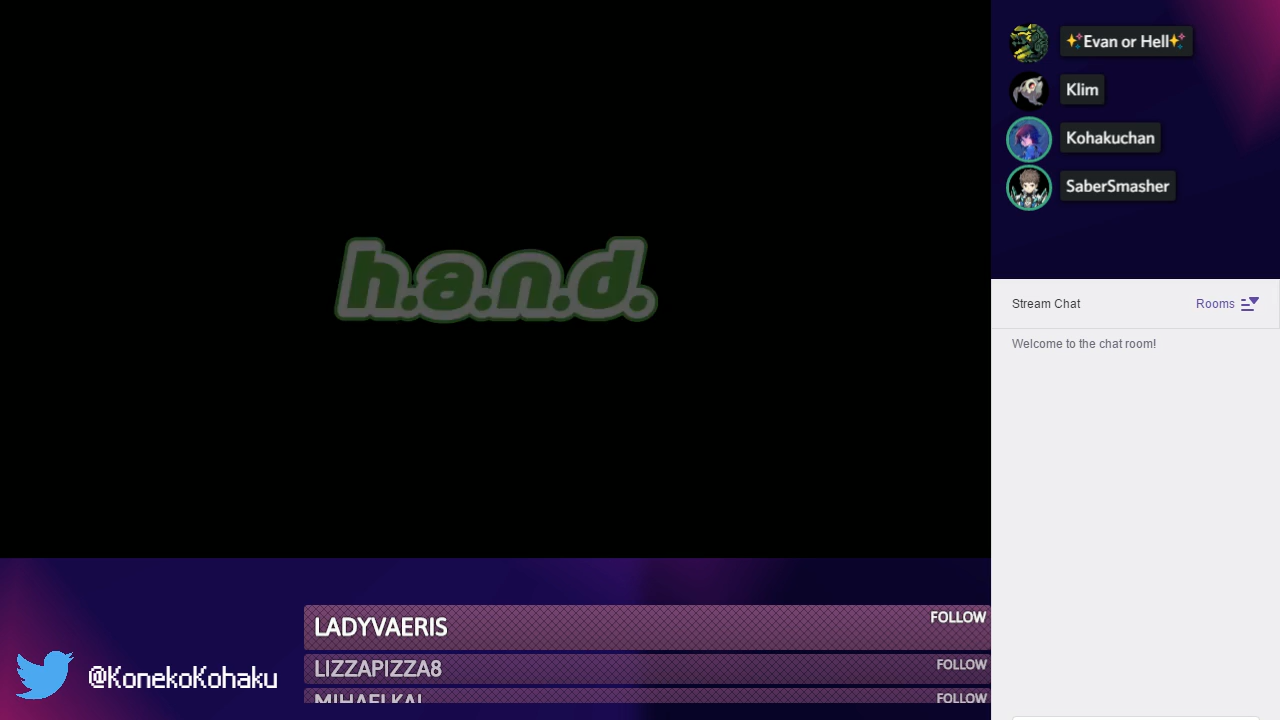 ✨Evan or Hell✨
Klim
Kohakuchan
SaberSmasher
h.a.n.d.
Stream Chat
Rooms
Welcome to the chat room!
LADYVAERIS
FOLLOW
LIZZAPIZZA8
FOLLOW
FOLLOW
@KonekoKohaku